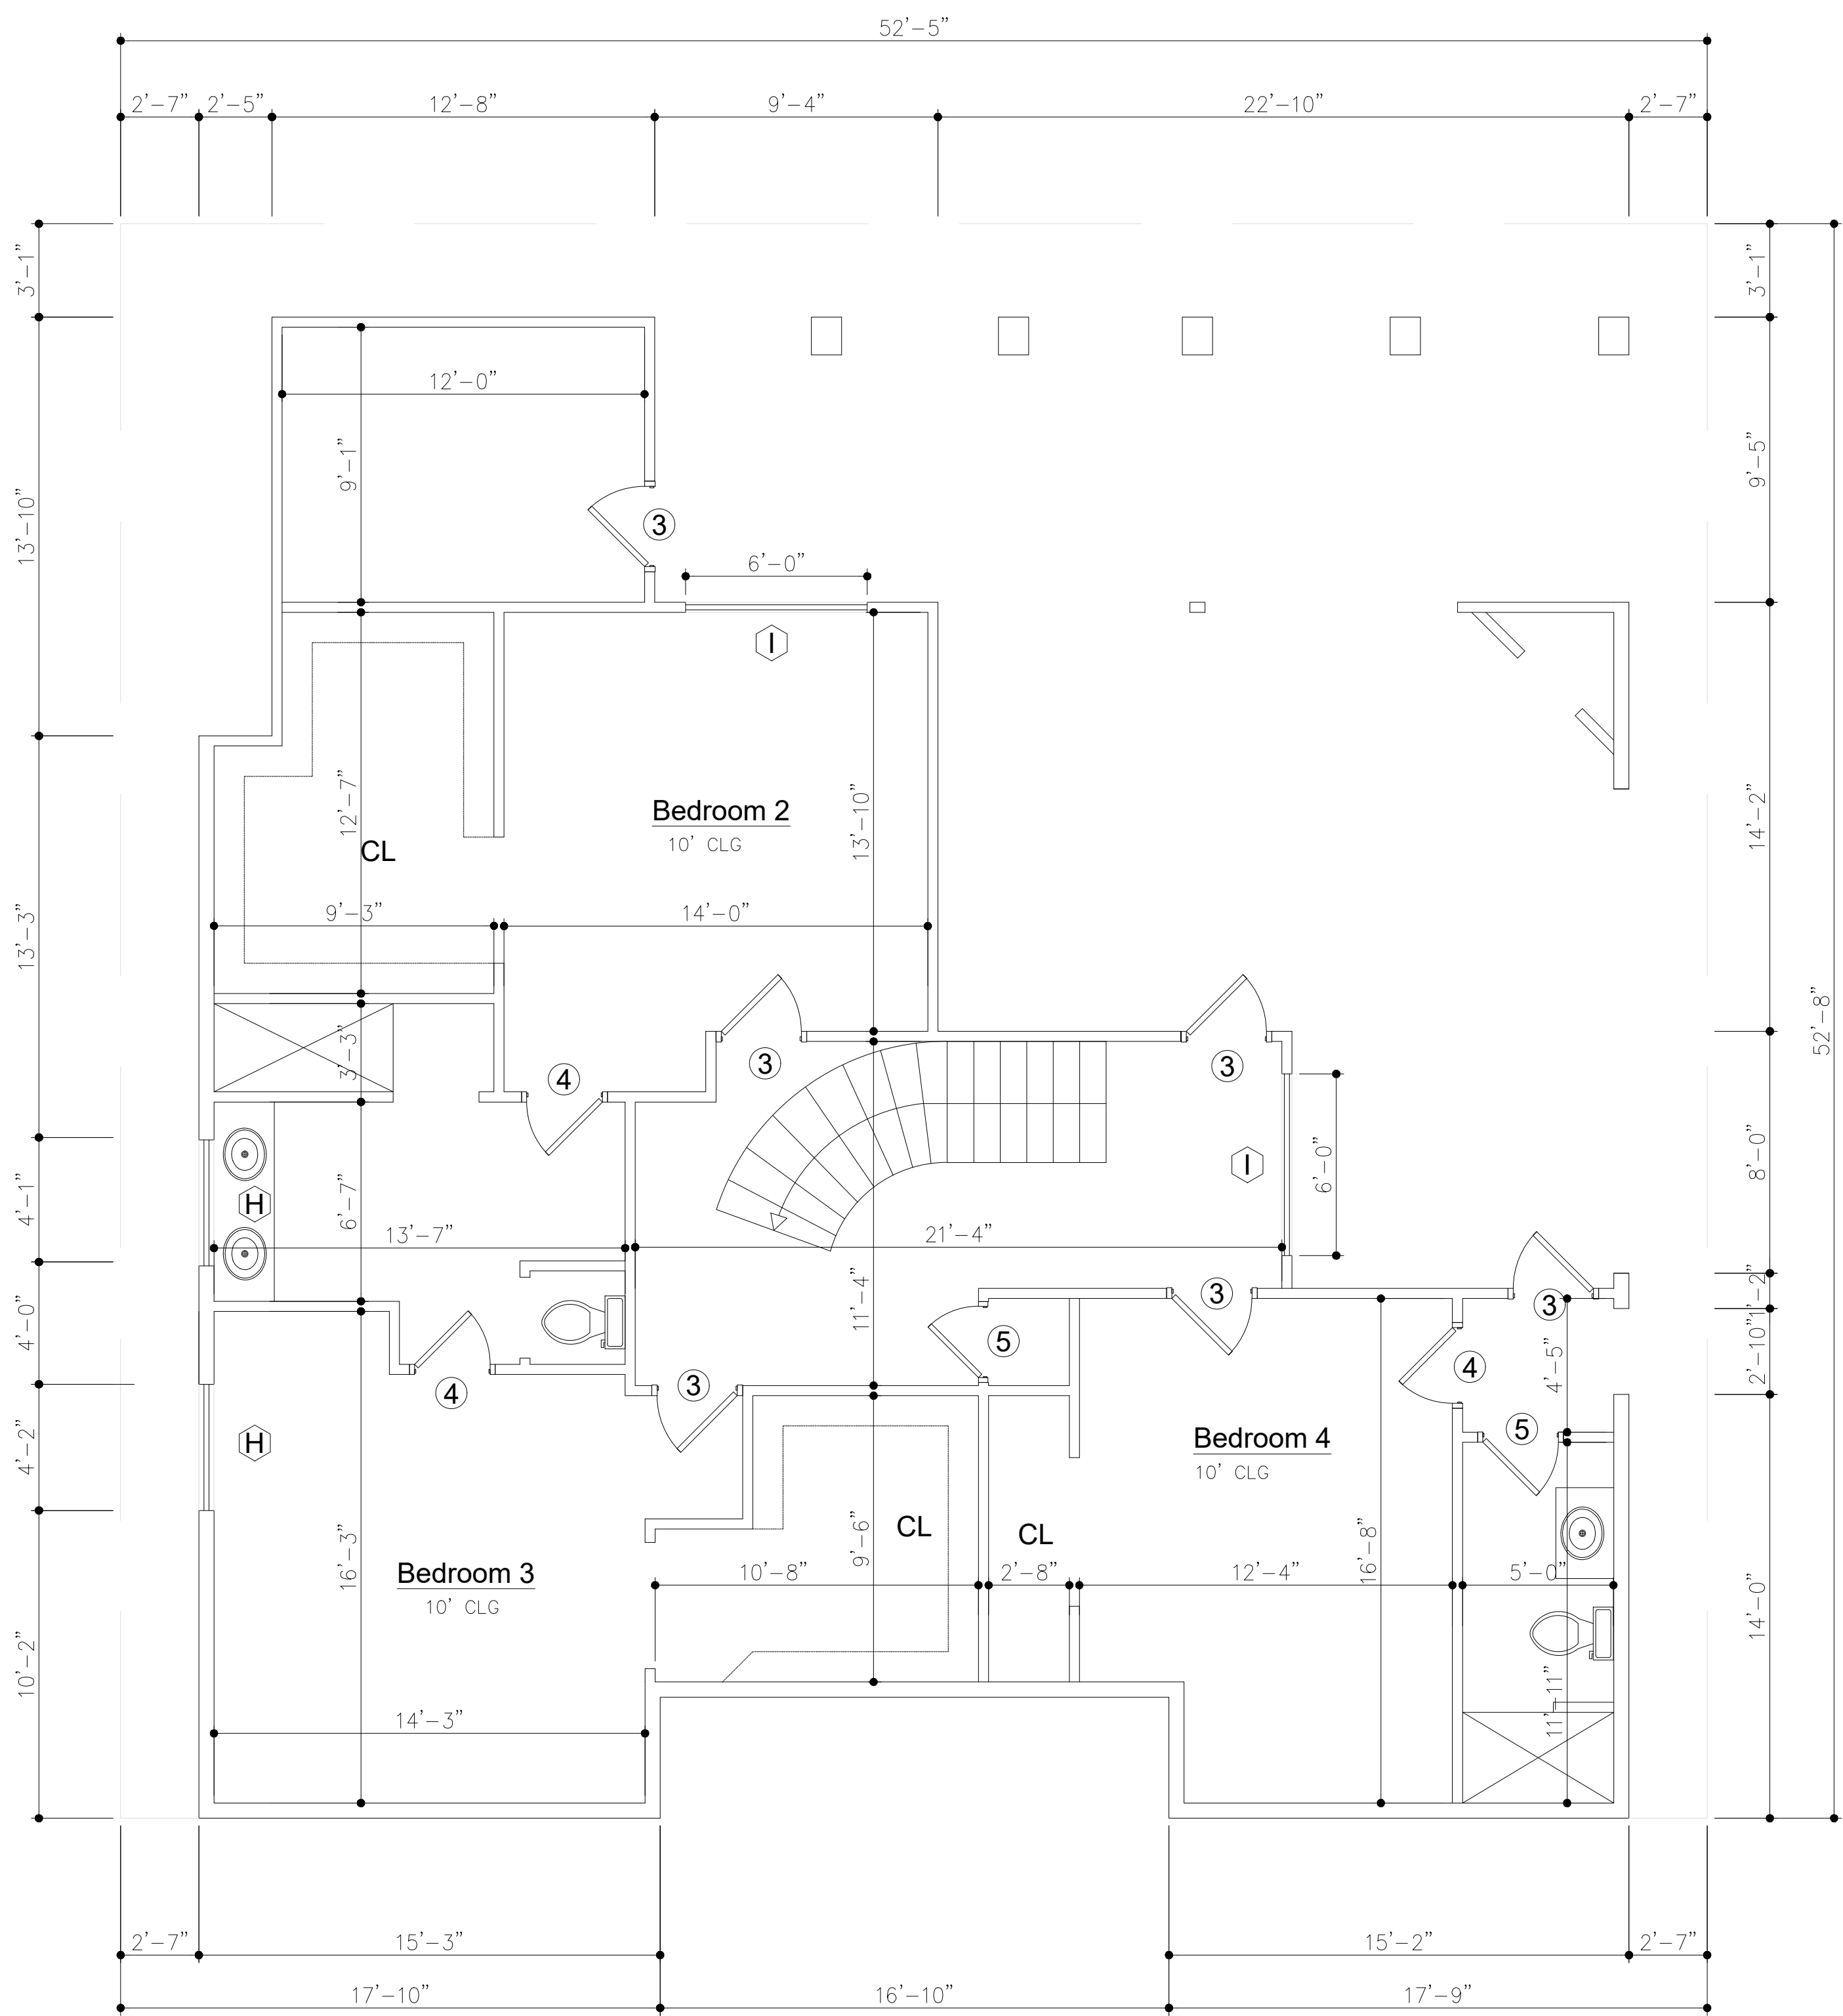 52'-5"
2'-7" 2'-5" 12'-8" 9'-4" 22'-10" 2'-7"
3'-1" 3'-1"
12'-0"
9'-1" 9'-5"
13'-10"
3
6'-0"
I
Bedroom 2
10' CLG
12'-7" 13'-10" 14'-2"
CL
9'-3" 14'-0"
13'-3"
52'-8"
3'-3"
4 3 3
6'-0" 8'-0"
I
H
4'-1" 6'-7"
13'-7" 21'-4"
11'-4"
1'-2"
3 3
4'-0" 5 2'-10"
4 4'-5"
3
4
5
Bedroom 4
10' CLG
H
4'-2"
CL CL
9'-6" 16'-8"
16'-3"
Bedroom 3
10' CLG
10'-8" 2'-8" 12'-4" 5'-0"
14'-0"
10'-2"
11'-11"
14'-3"
2'-7" 15'-3" 15'-2" 2'-7"
17'-10" 16'-10" 17'-9"